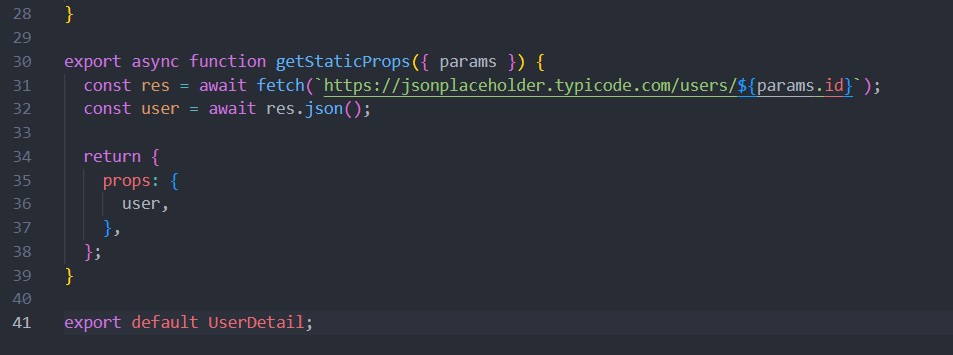 28 }
29
30 export async function getStaticProps({ params }) {
31   const res = await fetch(`https://jsonplaceholder.typicode.com/users/${params.id}`);
32   const user = await res.json();
33
34   return {
35     props: {
36       user,
37     },
38   };
39 }
40
41 export default UserDetail;